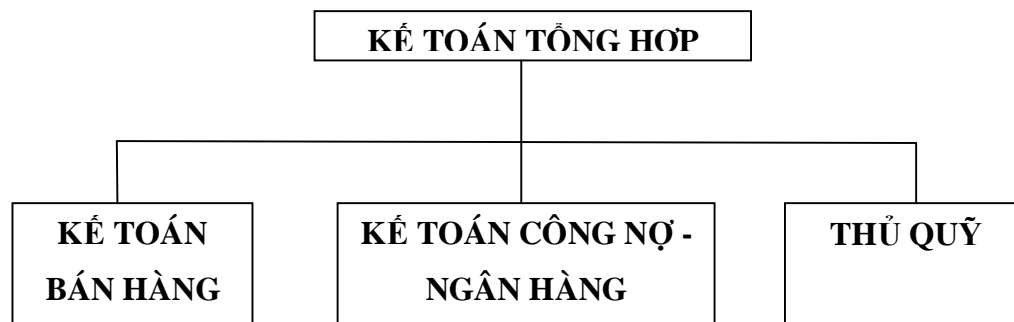 KẾ TOÁN TỔNG HỢP
KẾ TOÁN
BÁN HÀNG
KẾ TOÁN CÔNG NỢ -
NGÂN HÀNG
THỦ QUỸ